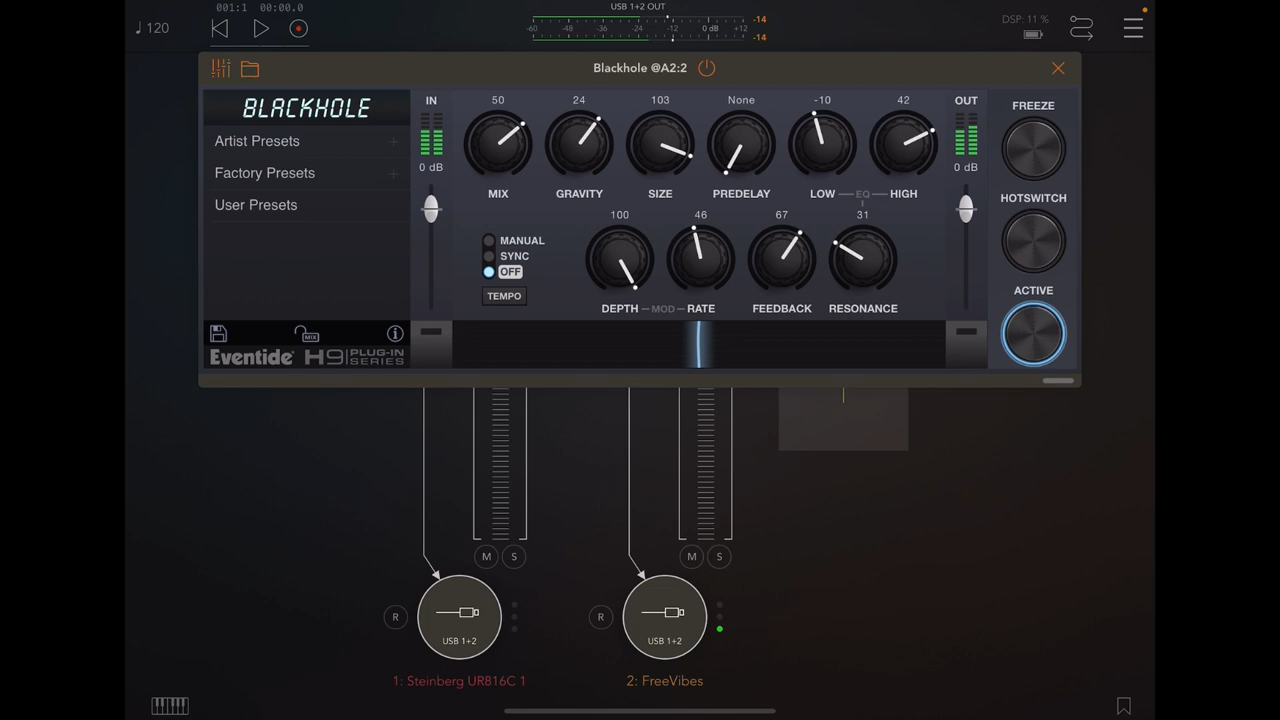 001:1 00:00.0
USB 1+2 OUT
♩ 120
-60 -48 -36 -24 -12 0 dB +12
-14
-14
DSP: 11 %
Blackhole @A2:2
BLACKHOLE
Artist Presets +
Factory Presets +
User Presets
MIX
Eventide® H9 PLUG-IN SERIES
IN
0 dB
50 24 103 None -10 42
MIX GRAVITY SIZE PREDELAY LOW EQ HIGH
MANUAL
SYNC
OFF
TEMPO
100 46 67 31
DEPTH MOD RATE FEEDBACK RESONANCE
OUT
0 dB
FREEZE
HOTSWITCH
ACTIVE
M S M S
R USB 1+2 R USB 1+2
1: Steinberg UR816C 1 2: FreeVibes